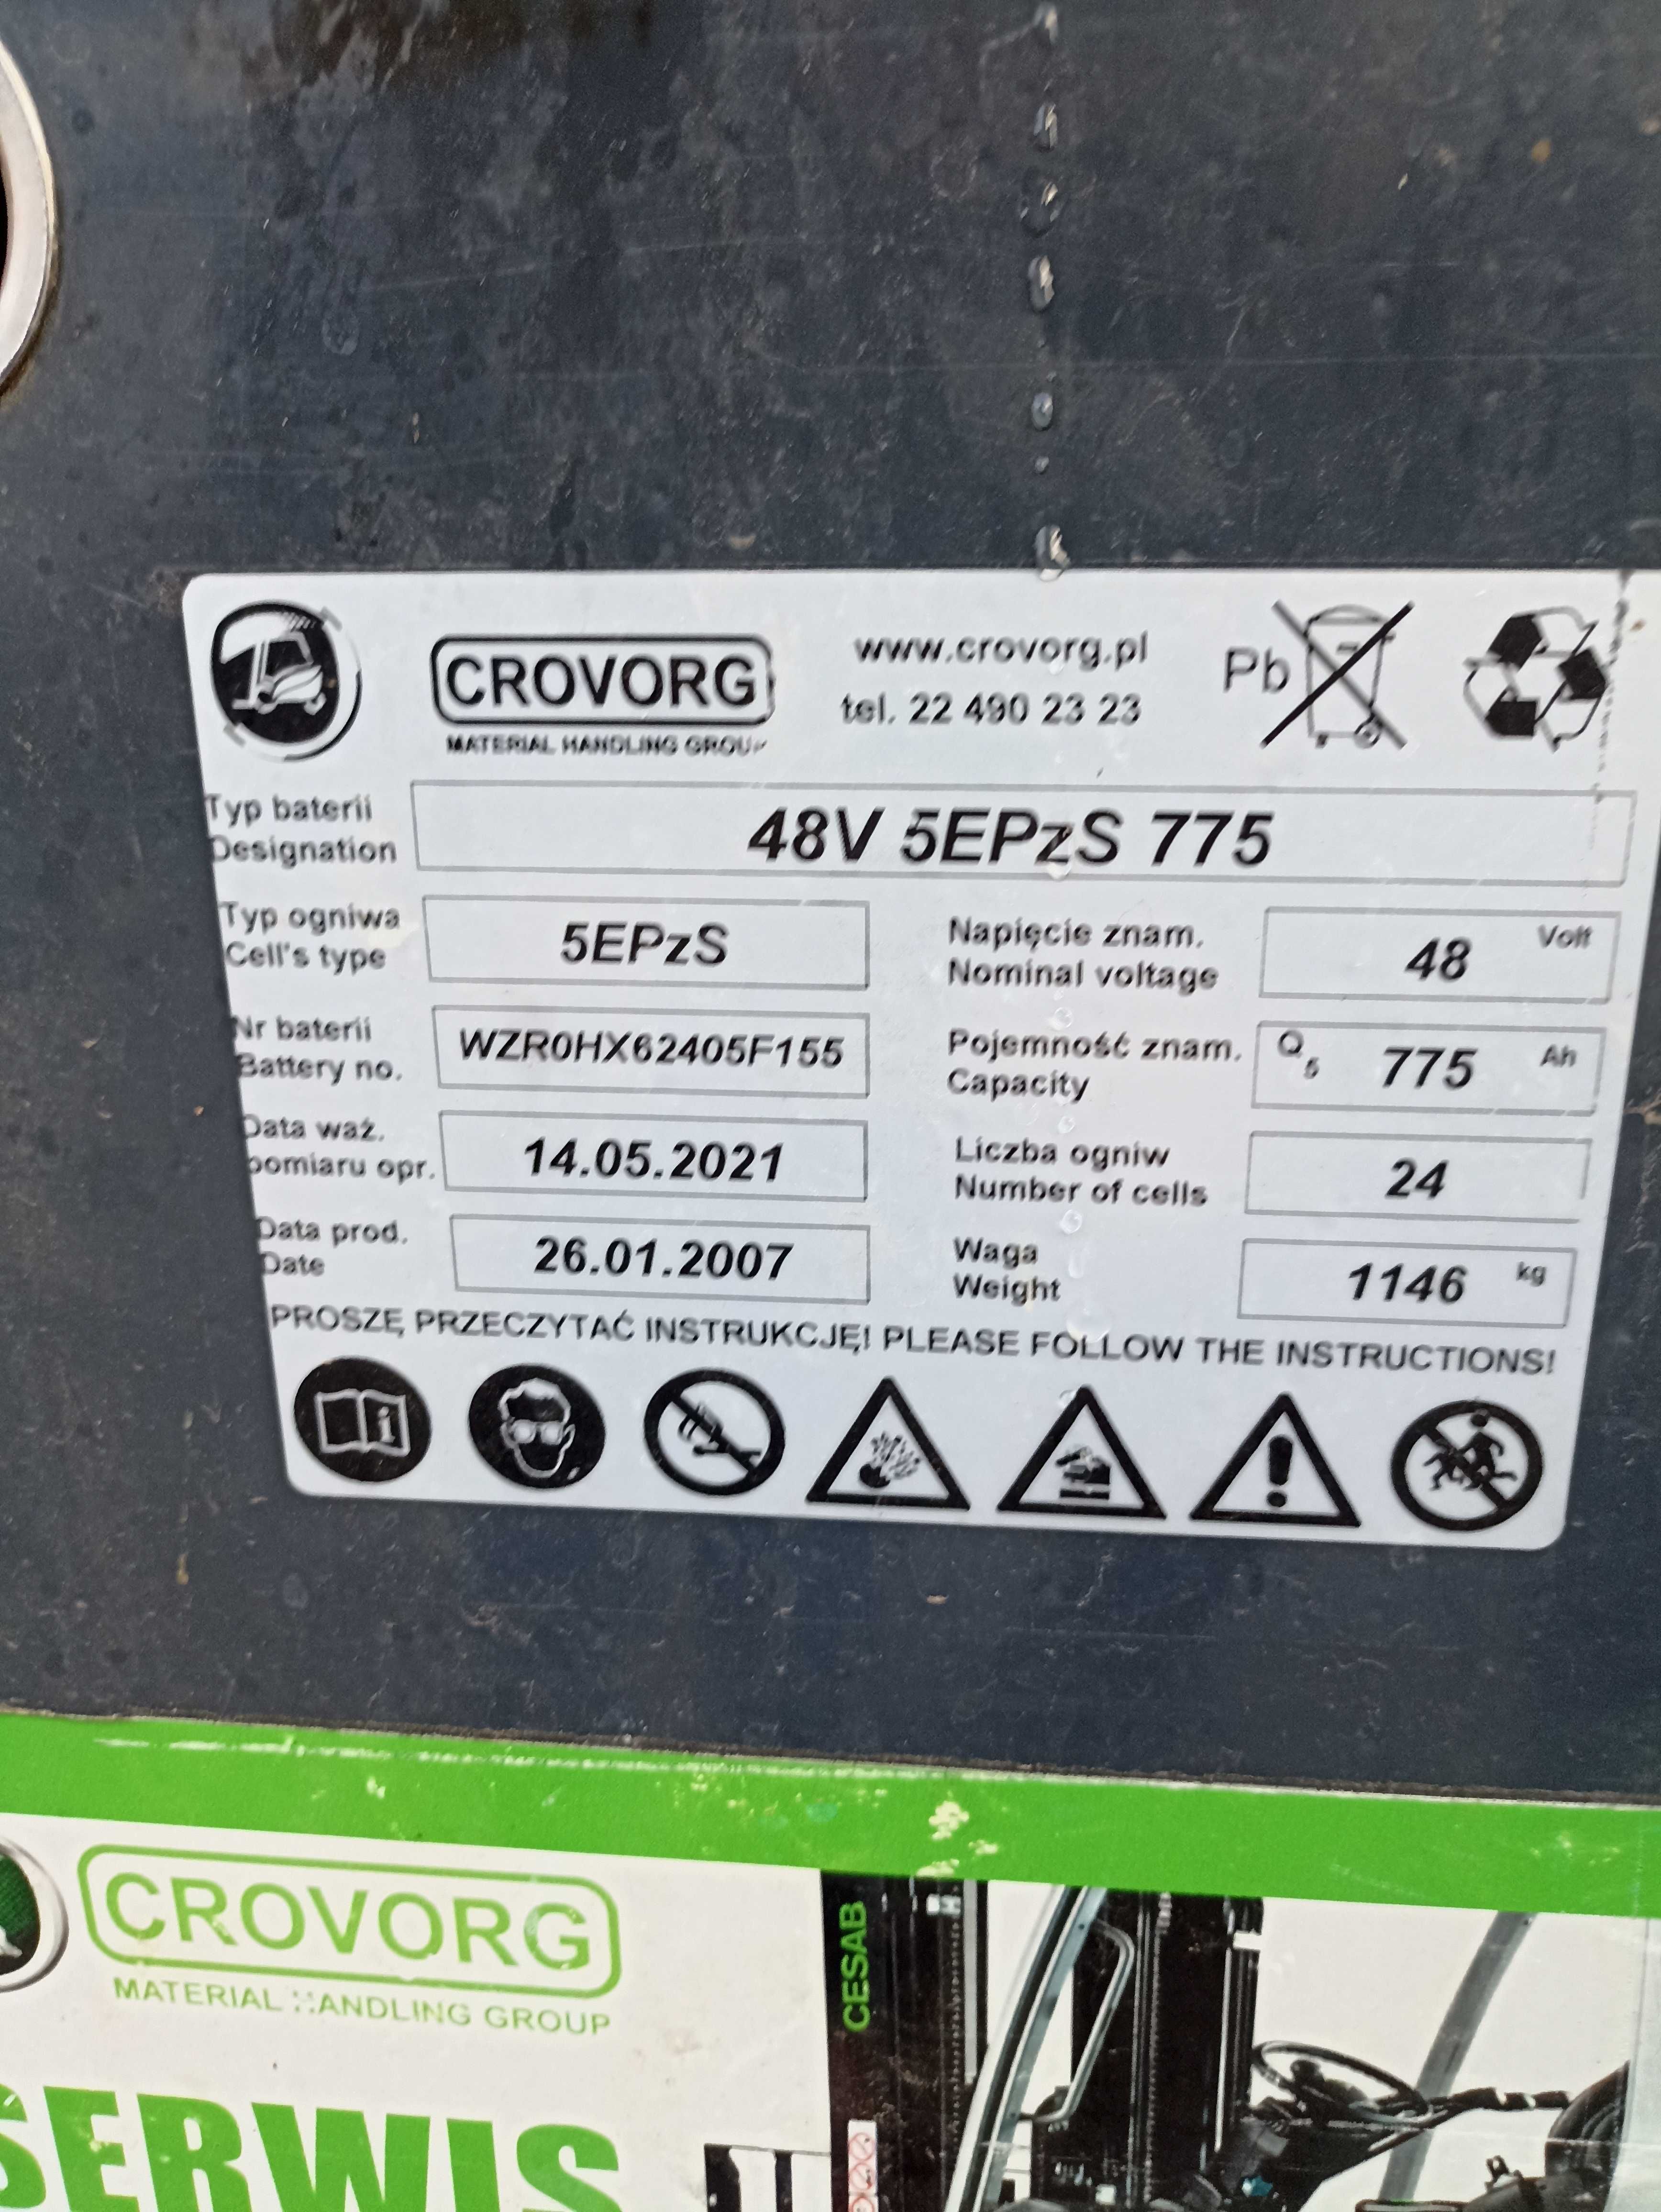 CROVORG
MATERIAL HANDLING GROUP
www.crovorg.pl
tel. 22 490 23 23
Pb
Typ baterii
Designation
48V 5EPzS 775
Typ ogniwa
Cell's type
5EPzS
Napięcie znam.
Nominal voltage
48 Volt
Nr baterii
Battery no.
WZR0HX62405F155
Pojemność znam.
Capacity
Q5 775 Ah
Data waż.
pomiaru opr.
14.05.2021
Liczba ogniw
Number of cells
24
Data prod.
Date
26.01.2007
Waga
Weight
1146 kg
PROSZĘ PRZECZYTAĆ INSTRUKCJĘ! PLEASE FOLLOW THE INSTRUCTIONS!
CROVORG
MATERIAL HANDLING GROUP
CESAB
SERWIS